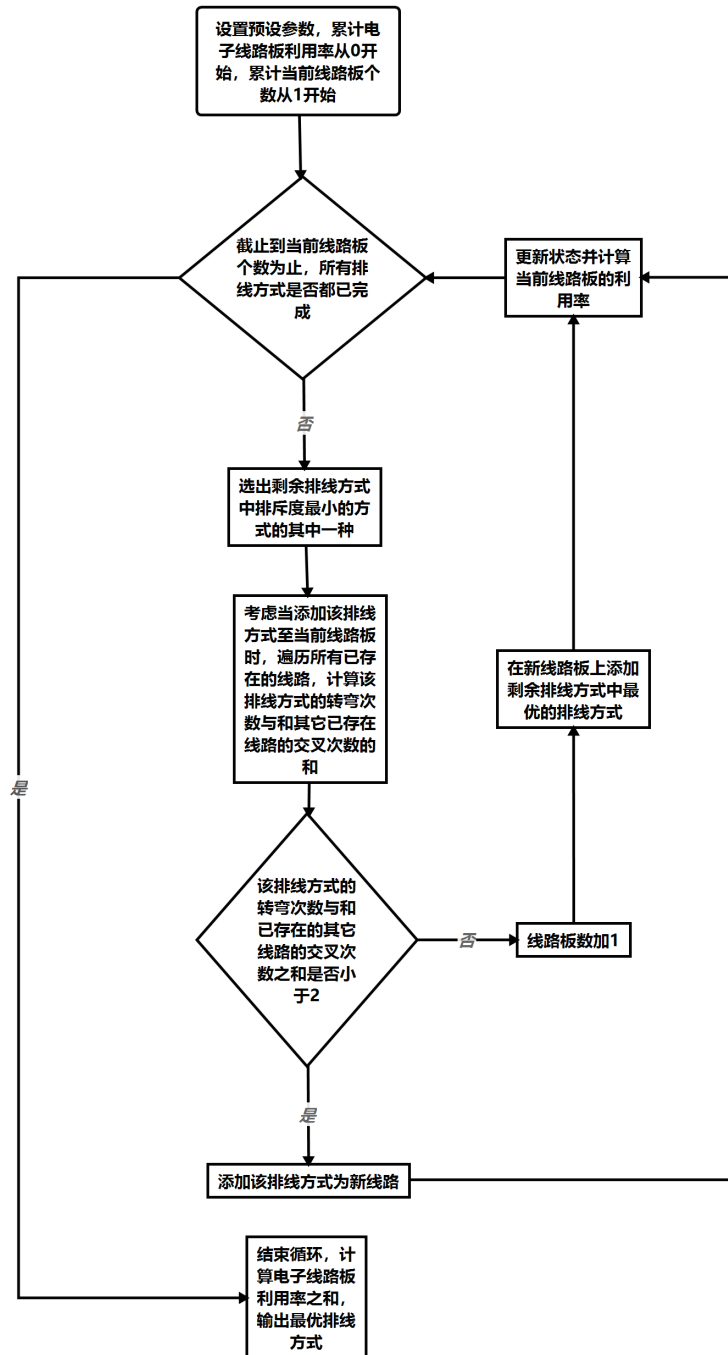 设置预设参数，累计电
子线路板利用率从0开
始，累计当前线路板个
数从1开始
截止到当前线路板
个数为止，所有排
线方式是否都已完
成
更新状态并计算
当前线路板的利
用率
否
选出剩余排线方式
中排斥度最小的方
式的其中一种
考虑当添加该排线
方式至当前线路板
时，遍历所有已存
在的线路，计算该
排线方式的转弯次
数与和其它已存在
线路的交叉次数的
和
在新线路板上添加
剩余排线方式中最
优的排线方式
是
该排线方式的
转弯次数与和
已存在的其它
线路的交叉次
数之和是否小
于2
否
线路板数加1
是
添加该排线方式为新线路
结束循环，计
算电子线路板
利用率之和，
输出最优排线
方式